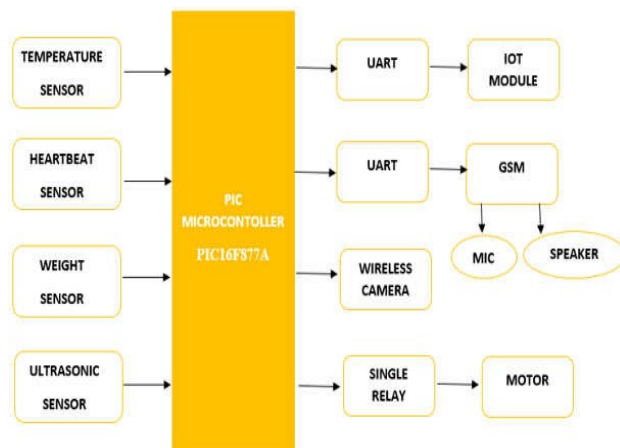 TEMPERATURE
SENSOR
HEARTBEAT
SENSOR
WEIGHT
SENSOR
ULTRASONIC
SENSOR
PIC
MICROCONTOLLER
PIC16F877A
UART
IOT
MODULE
UART
GSM
MIC
SPEAKER
WIRELESS
CAMERA
SINGLE
RELAY
MOTOR